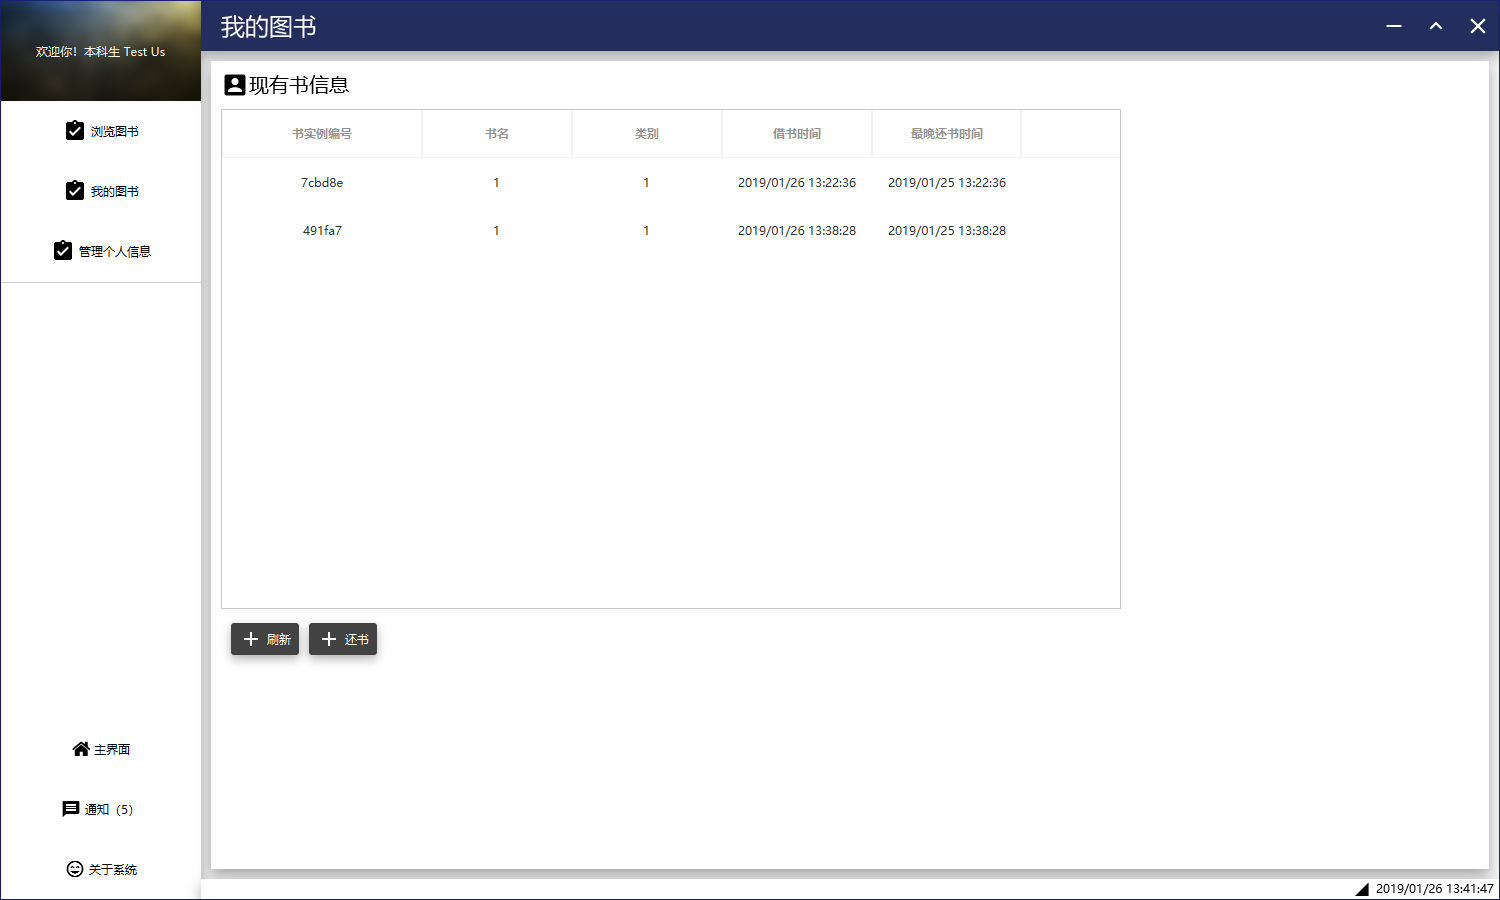 欢迎你！本科生 Test Us
我的图书
浏览图书
我的图书
管理个人信息
现有书信息
书实例编号 书名 类别 借书时间 最晚还书时间
7cbd8e 1 1 2019/01/26 13:22:36 2019/01/25 13:22:36
491fa7 1 1 2019/01/26 13:38:28 2019/01/25 13:38:28
刷新 还书
主界面
通知（5）
关于系统
2019/01/26 13:41:47